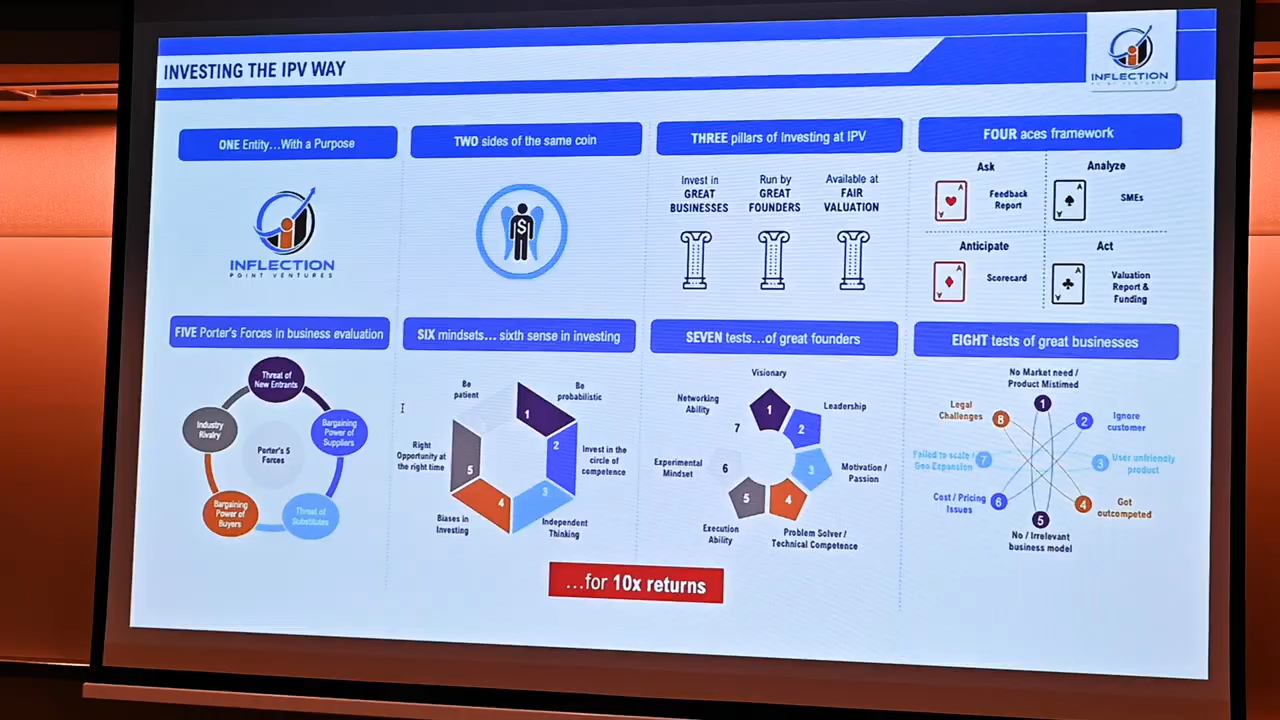 INVESTING THE IPV WAY
INFLECTION
POINT VENTURES
ONE Entity...With a Purpose
INFLECTION
POINT VENTURES
TWO sides of the same coin
$
THREE pillars of Investing at IPV
Invest in
GREAT
BUSINESSES
Run by
GREAT
FOUNDERS
Available at
FAIR
VALUATION
FOUR aces framework
Ask
A
A
Feedback
Report
Analyze
A
A
SMEs
Anticipate
A
A
Scorecard
Act
A
A
Valuation
Report &
Funding
FIVE Porter's Forces in business evaluation
Threat of
New Entrants
Bargaining
Power of
Suppliers
Threat of
Substitutes
Bargaining
Power of
Buyers
Industry
Rivalry
Porter's 5
Forces
SIX mindsets... sixth sense in investing
1
Be
probabilistic
2
Invest in the
circle of
competence
3
Independent
Thinking
4
Biases in
Investing
5
Right
Opportunity at
the right time
Be
patient
SEVEN tests...of great founders
Visionary
1
Leadership
2
Motivation /
Passion
3
Problem Solver /
Technical Competence
4
Execution
Ability
5
Experimental
Mindset
6
Networking
Ability
7
EIGHT tests of great businesses
No Market need /
Product Mistimed
1
Ignore
customer
2
User unfriendly
product
3
Got
outcompeted
4
5
No / Irrelevant
business model
Cost / Pricing
Issues
6
Failed to scale /
Geo Expansion
7
Legal
Challenges
8
...for 10x returns